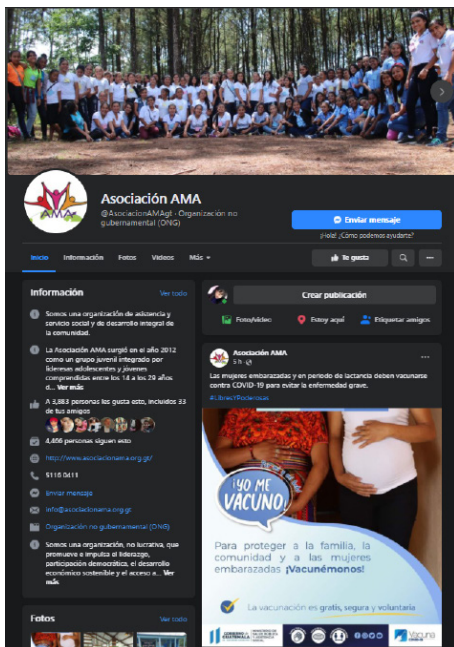 AMA
Asociación AMA
@AsociacionAMAgt · Organización no
gubernamental (ONG)
Enviar mensaje
¡Hola! ¿Cómo podemos ayudarte?
Inicio
Información
Fotos
Videos
Más
Te gusta
Información
Ver todo
Somos una organización de asistencia y
servicio social y de desarrollo integral de
la comunidad.
La Asociación AMA surgió en el año 2012
como un grupo juvenil integrado por
lideresas adolescentes y jóvenes
comprendidas entre los 14 a los 29 años
d... Ver más
A 3,883 personas les gusta esto, incluidos 33
de tus amigos
4,466 personas siguen esto
http://www.asociacionama.org.gt/
5116 0411
Enviar mensaje
info@asociacionama.org.gt
Organización no gubernamental (ONG)
Somos una organización, no lucrativa, que
promueve e impulsa el liderazgo,
participación democrática, el desarrollo
económico sostenible y el acceso a... Ver
más
Fotos
Ver todo
Crear publicación
Foto/video
Estoy aquí
Etiquetar amigos
Asociación AMA
5 h
Las mujeres embarazadas y en periodo de lactancia deben vacunarse
contra COVID-19 para evitar la enfermedad grave.
#LibresYPoderosas
¡YO ME
VACUNO!
Para proteger a la familia, la
comunidad y a las mujeres
embarazadas ¡Vacunémonos!
La vacunación es gratis, segura y voluntaria
GOBIERNO de
GUATEMALA
Vacuna